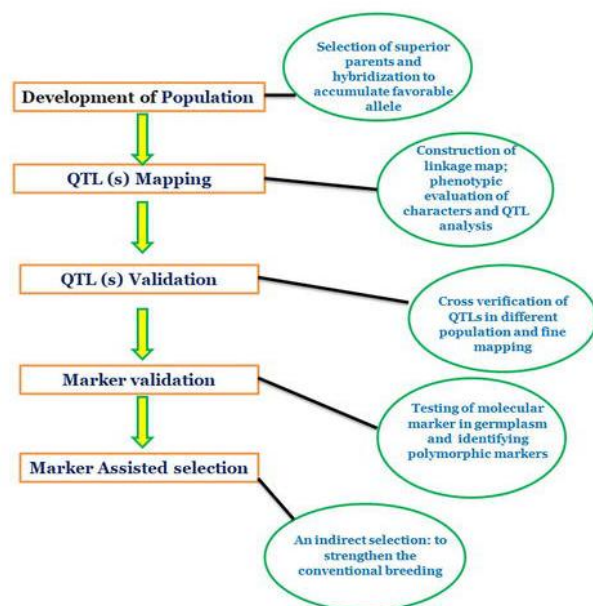 Selection of superior
parents and
hybridization to
accumulate favorable
allele
Development of Population
Construction of
linkage map;
phenotypic
evaluation of
characters and QTL
analysis
QTL (s) Mapping
QTL (s) Validation
Cross verification of
QTLs in different
population and fine
mapping
Marker validation
Testing of molecular
marker in germplasm
and identifying
polymorphic markers
Marker Assisted selection
An indirect selection: to
strengthen the
conventional breeding